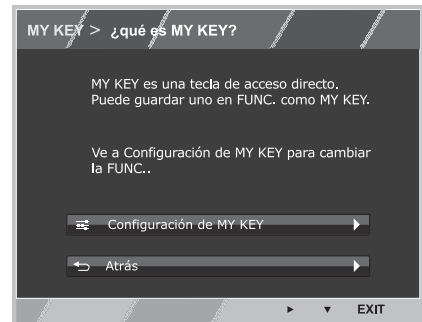 MY KEY > ¿qué es MY KEY?
MY KEY es una tecla de acceso directo.
Puede guardar uno en FUNC. como MY KEY.
Ve a Configuración de MY KEY para cambiar
la FUNC..
Configuración de MY KEY
Atrás
EXIT